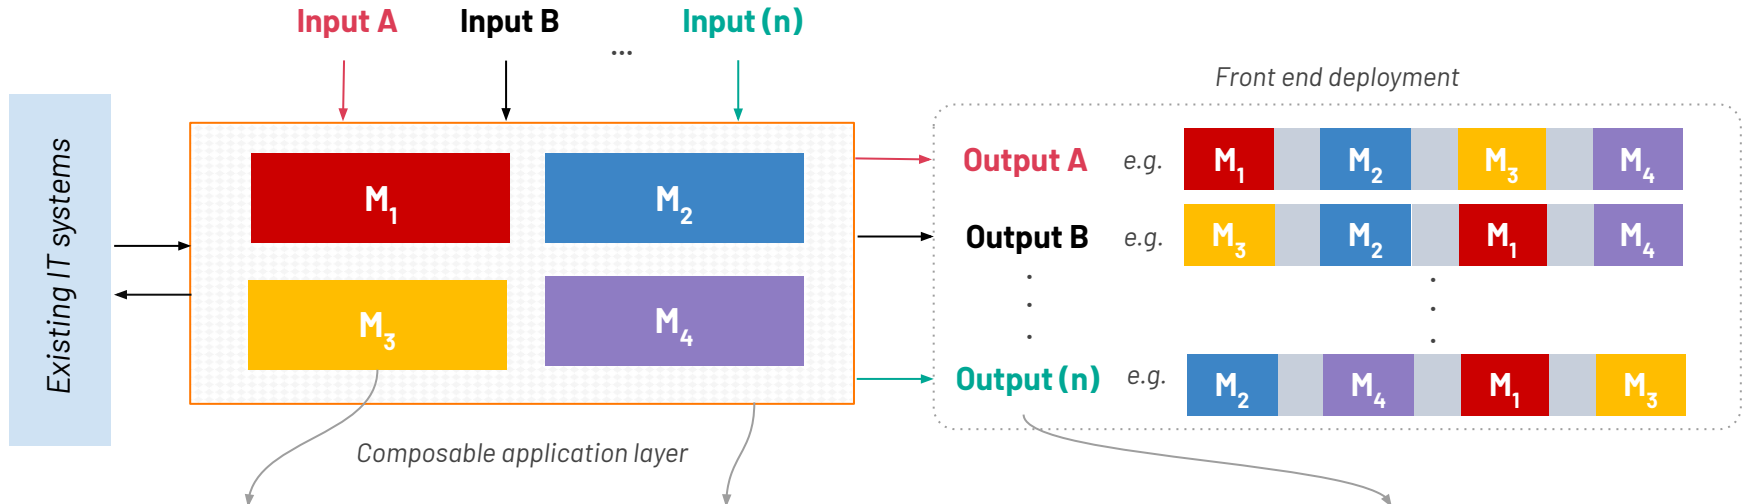 Input A
Input B
...
Input (n)
Front end deployment
Existing IT systems
M1
M2
M3
M4
Output A
e.g.
M1
M2
M3
M4
Output B
e.g.
M3
M2
M1
M4
Output (n)
e.g.
M2
M4
M1
M3
Composable application layer